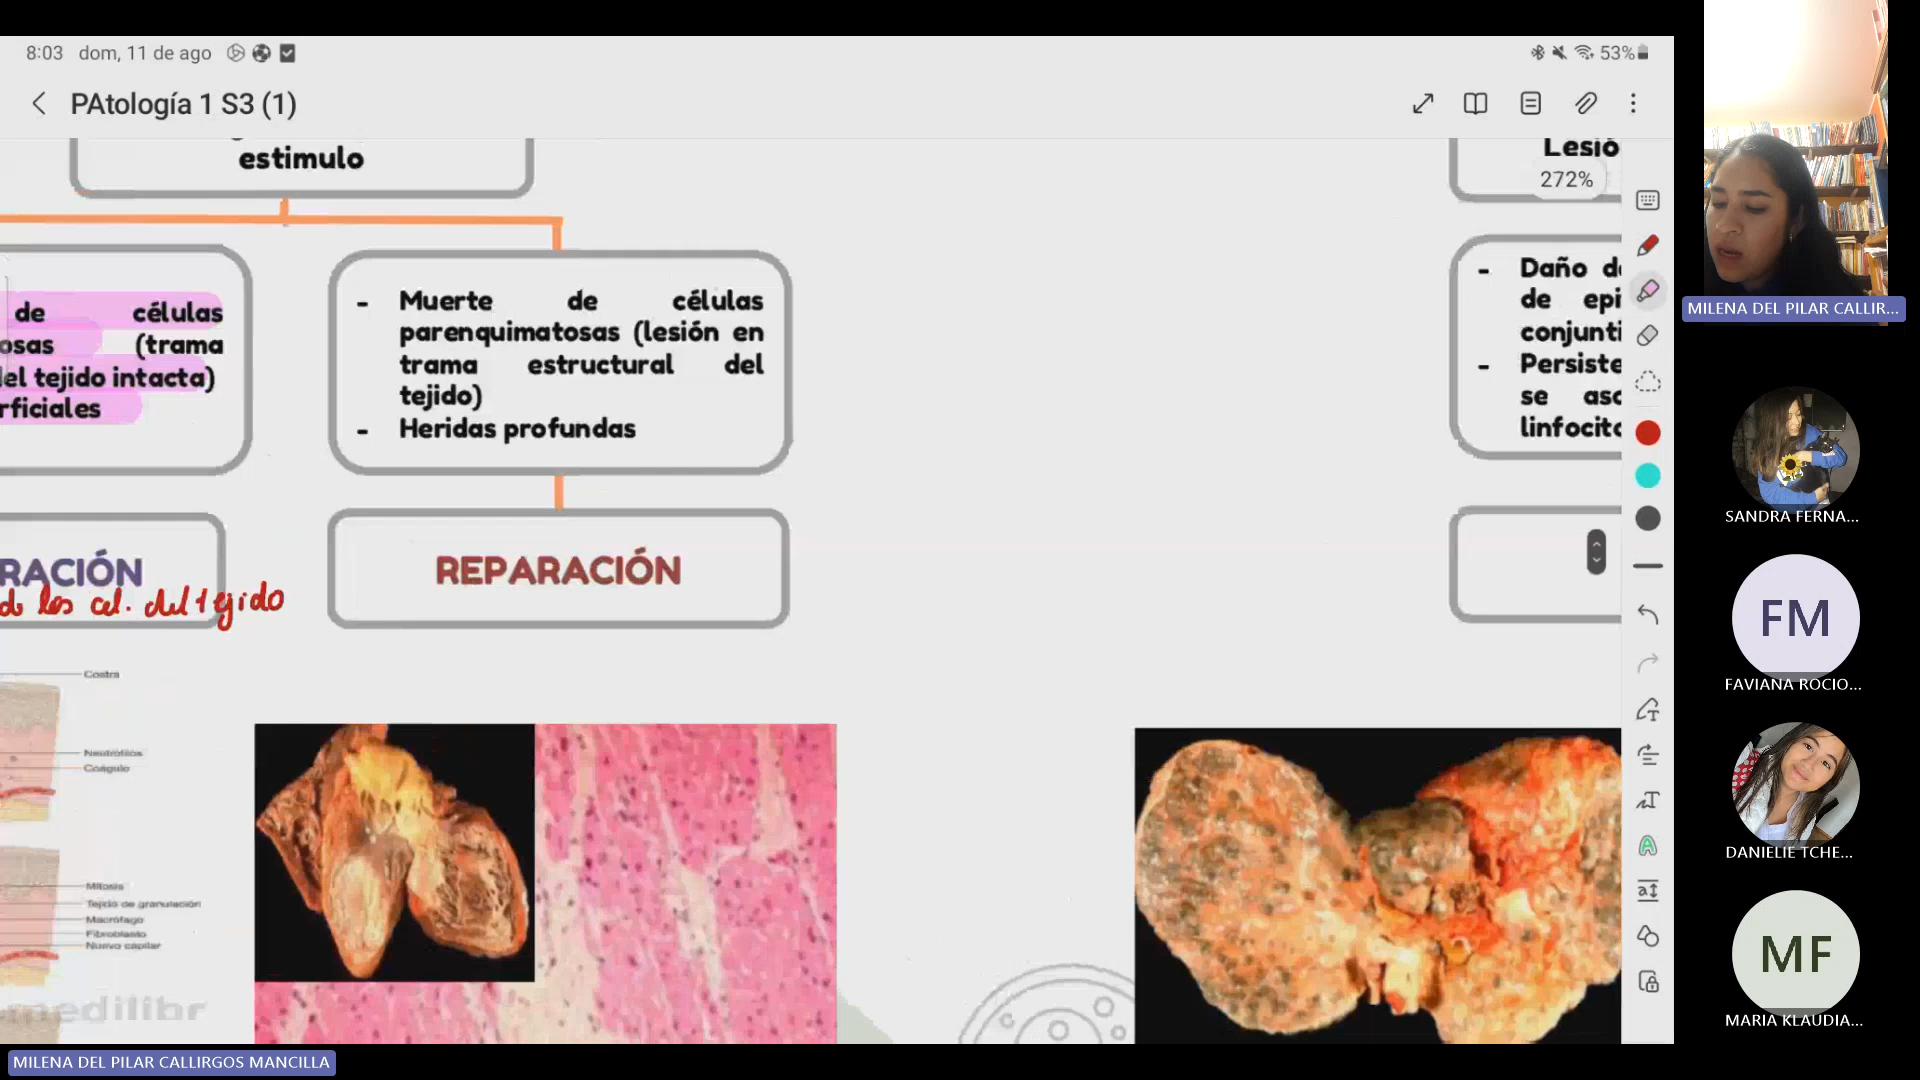 8:03 dom, 11 de ago
53%
PAtología 1 S3 (1)
estimulo
Lesió
272%
de células
osas (trama
del tejido intacta)
rficiales
- Muerte de células
parenquimatosas (lesión en
trama estructural del
tejido)
- Heridas profundas
- Daño d
de epi
conjunti
- Persiste
se aso
linfocito
RACIÓN
de las cel. del tejido
REPARACIÓN
Costra
Neutrófilos
Coágulo
Mitosis
Tejido de granulación
Macrófago
Fibroblasto
Nuevo capilar
medilibr
MILENA DEL PILAR CALLIR...
SANDRA FERNA...
FM
FAVIANA ROCIO...
DANIELIE TCHE...
MF
MARIA KLAUDIA...
MILENA DEL PILAR CALLIRGOS MANCILLA